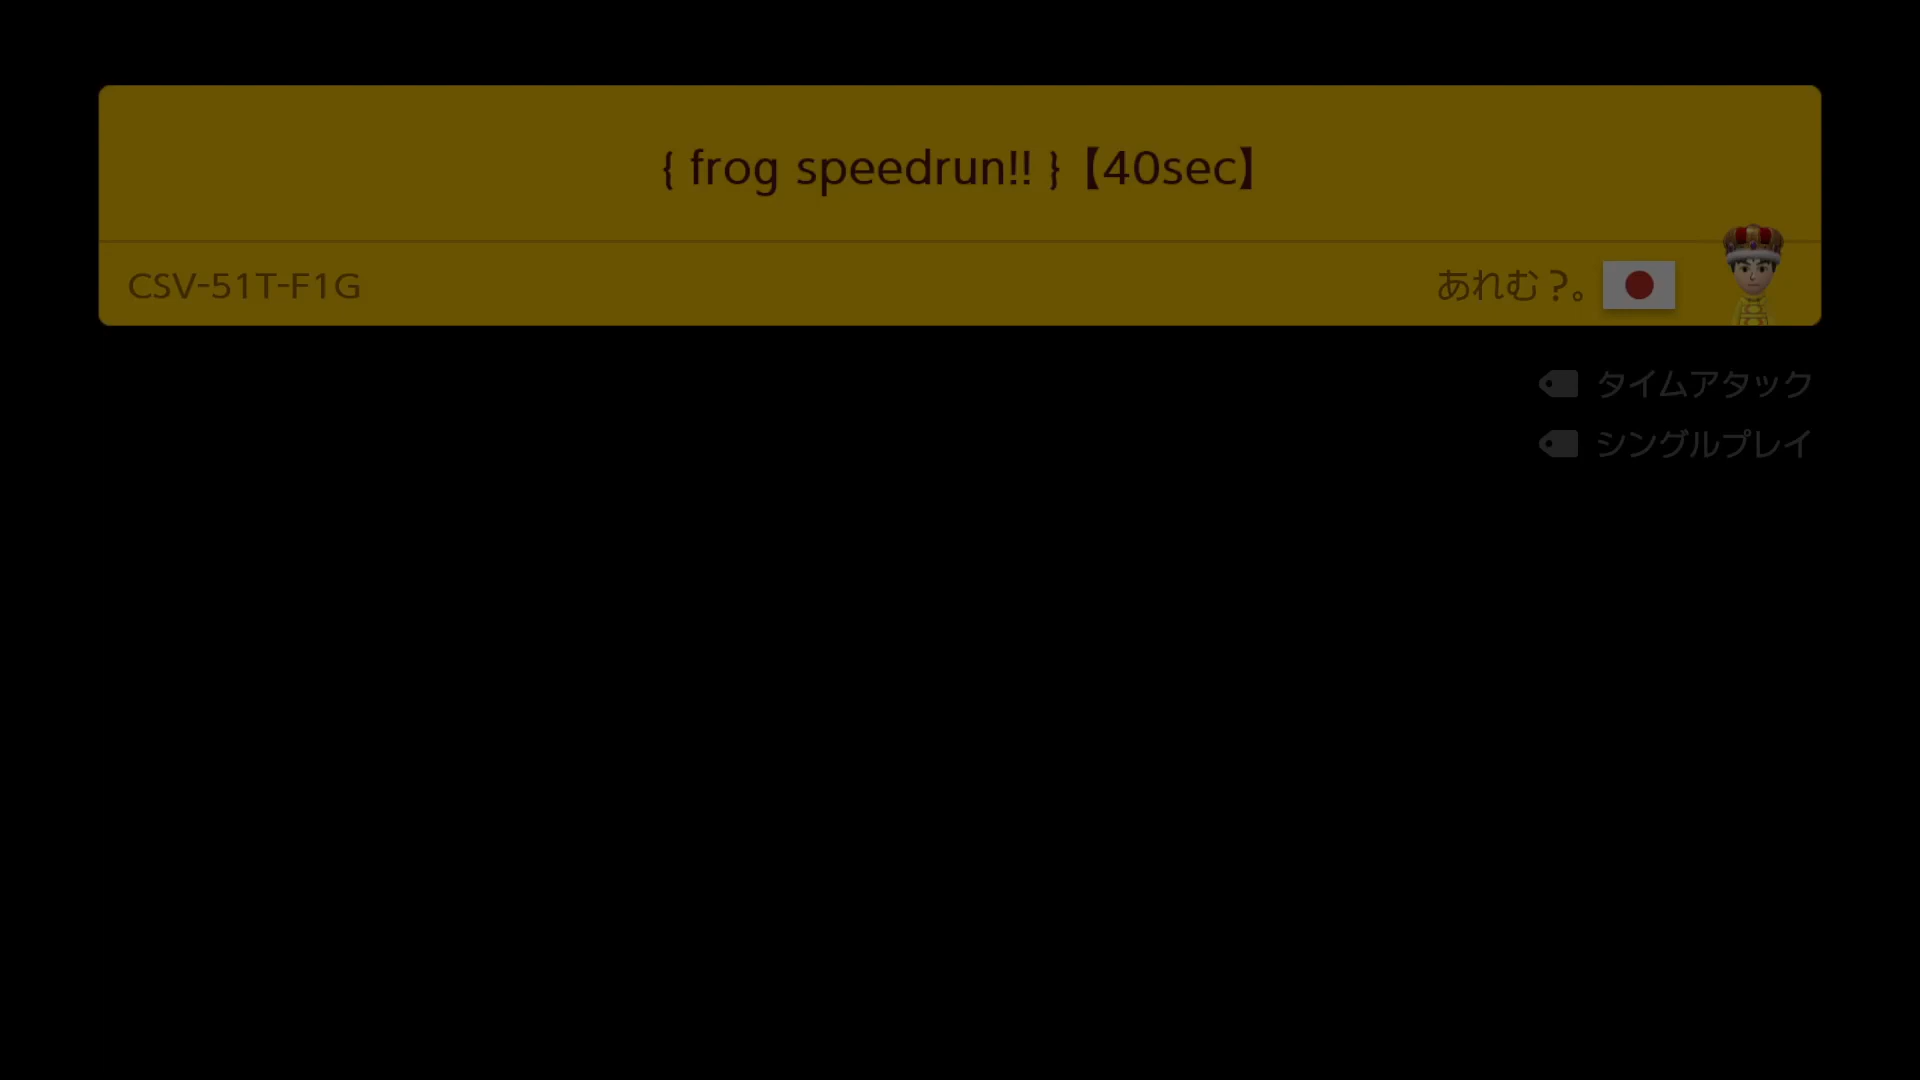 { frog speedrun!! }【40sec】
CSV-51T-F1G
あれむ？。
タイムアタック
シングルプレイ